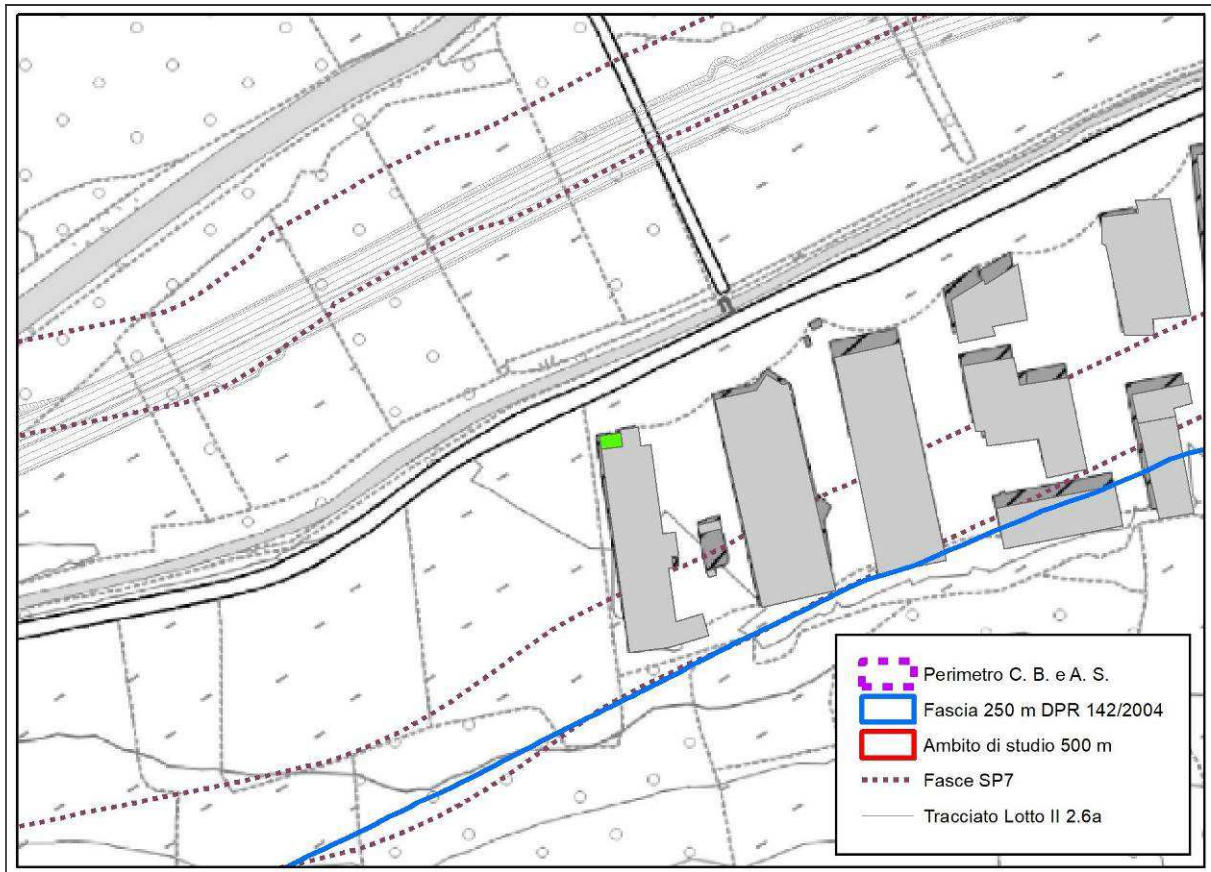 Perimetro C. B. e A. S.
Fascia 250 m DPR 142/2004
Ambito di studio 500 m
Fasce SP7
Tracciato Lotto II 2.6a